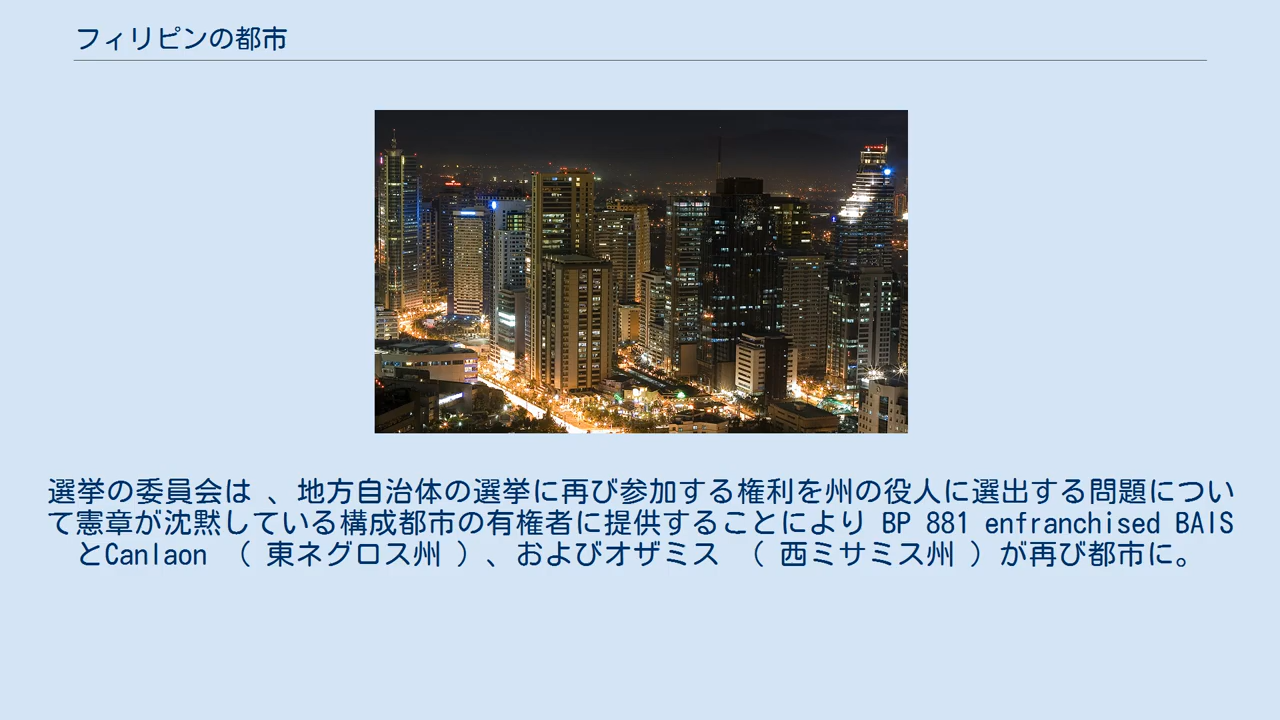 フィリピンの都市
選挙の委員会は 、地方自治体の選挙に再び参加する権利を州の役人に選出する問題につい
て憲章が沈黙している構成都市の有権者に提供することにより BP 881 enfranchised BAIS
とCanlaon （ 東ネグロス州 ）、およびオザミス （ 西ミサミス州 ）が再び都市に。